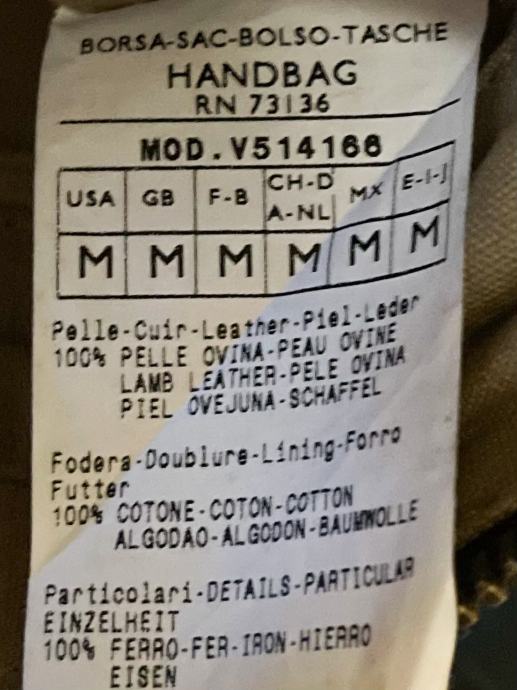 BORSA-SAC-BOLSO-TASCHE
HANDBAG
RN 73136
MOD.V514168
USA GB F-B CH-D A-NL MX E-I-J
M M M M M M
Pelle-Cuir-Leather-Piel-Leder
100% PELLE OVINA-PEAU OVINE
LAMB LEATHER-PELE OVINA
PIEL OVEJUNA-SCHAFFEL
Fodera-Doublure-Lining-Forro
Futter
100% COTONE-COTON-COTTON
ALGODAO-ALGODON-BAUMWOLLE
Particolari-DETAILS-PARTICULAR
EINZELHEIT
100% FERRO-FER-IRON-HIERRO
EISEN